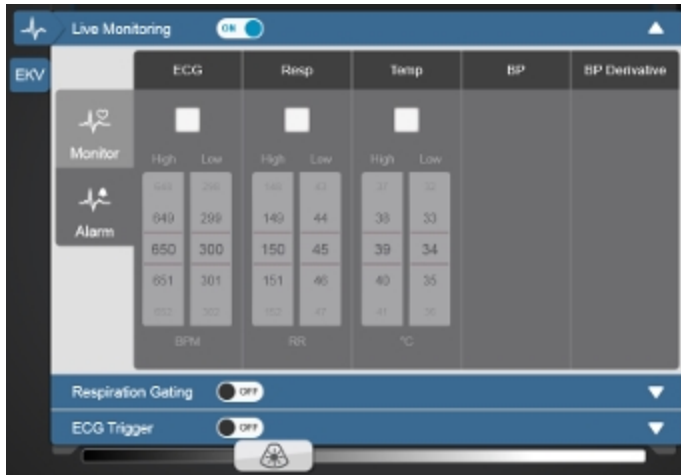 Live Monitoring ON
EKV
ECG Resp Temp BP BP Derivative
Monitor
High Low High Low High Low
649 299 149 44 38 33
Alarm
650 300 150 45 39 34
651 301 151 46 40 35
BPM RR °C
Respiration Gating OFF
ECG Trigger OFF